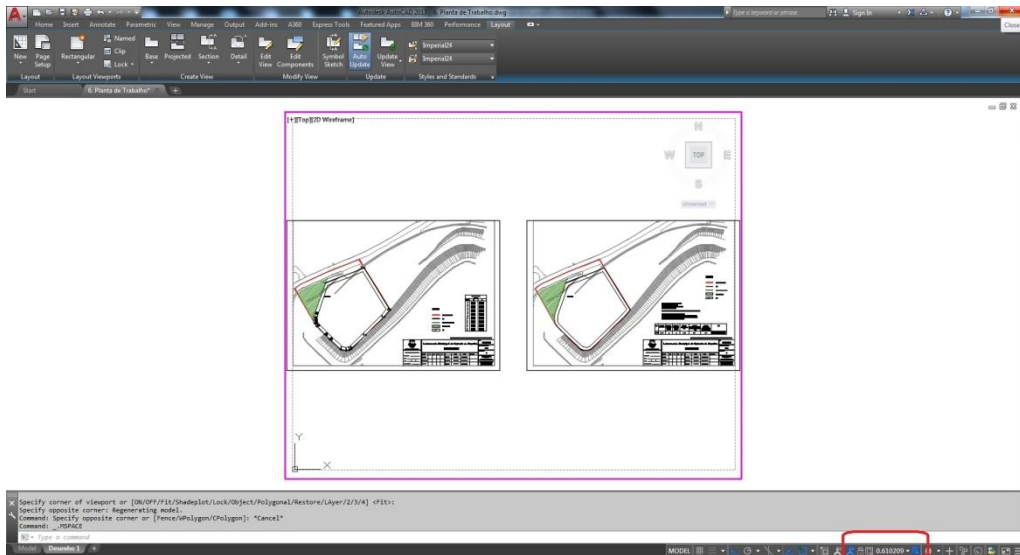 Autodesk AutoCAD 201 6. Planta de Trabalho.dwg
Type a keyword or phrase
Sign In
Close
Home Insert Annotate Parametric View Manage Output Add-ins A360 Express Tools Featured Apps BIM 360 Performance Layout
New
Page Setup
Rectangular
Named
Clip
Lock
Base
Projected
Section
Detail
Edit View
Edit Components
Symbol Sketch
Auto Update
Update View
Imperial24
Imperial24
Layout
Layout Viewports
Create View
Modify View
Update
Styles and Standards
Start
6. Planta de Trabalho*
[+][Top][2D Wireframe]
N
W TOP E
S
Unnamed
Y
X
Specify corner of viewport or [ON/OFF/Fit/Shadeplot/Lock/Object/Polygonal/Restore/LAyer/2/3/4] <Fit>:
Specify opposite corner: Regenerating model.
Command: Specify opposite corner or [Fence/WPolygon/CPolygon]: *Cancel*
Command: _.MSPACE
Type a command
Model Desenho 1
MODEL
0.610209